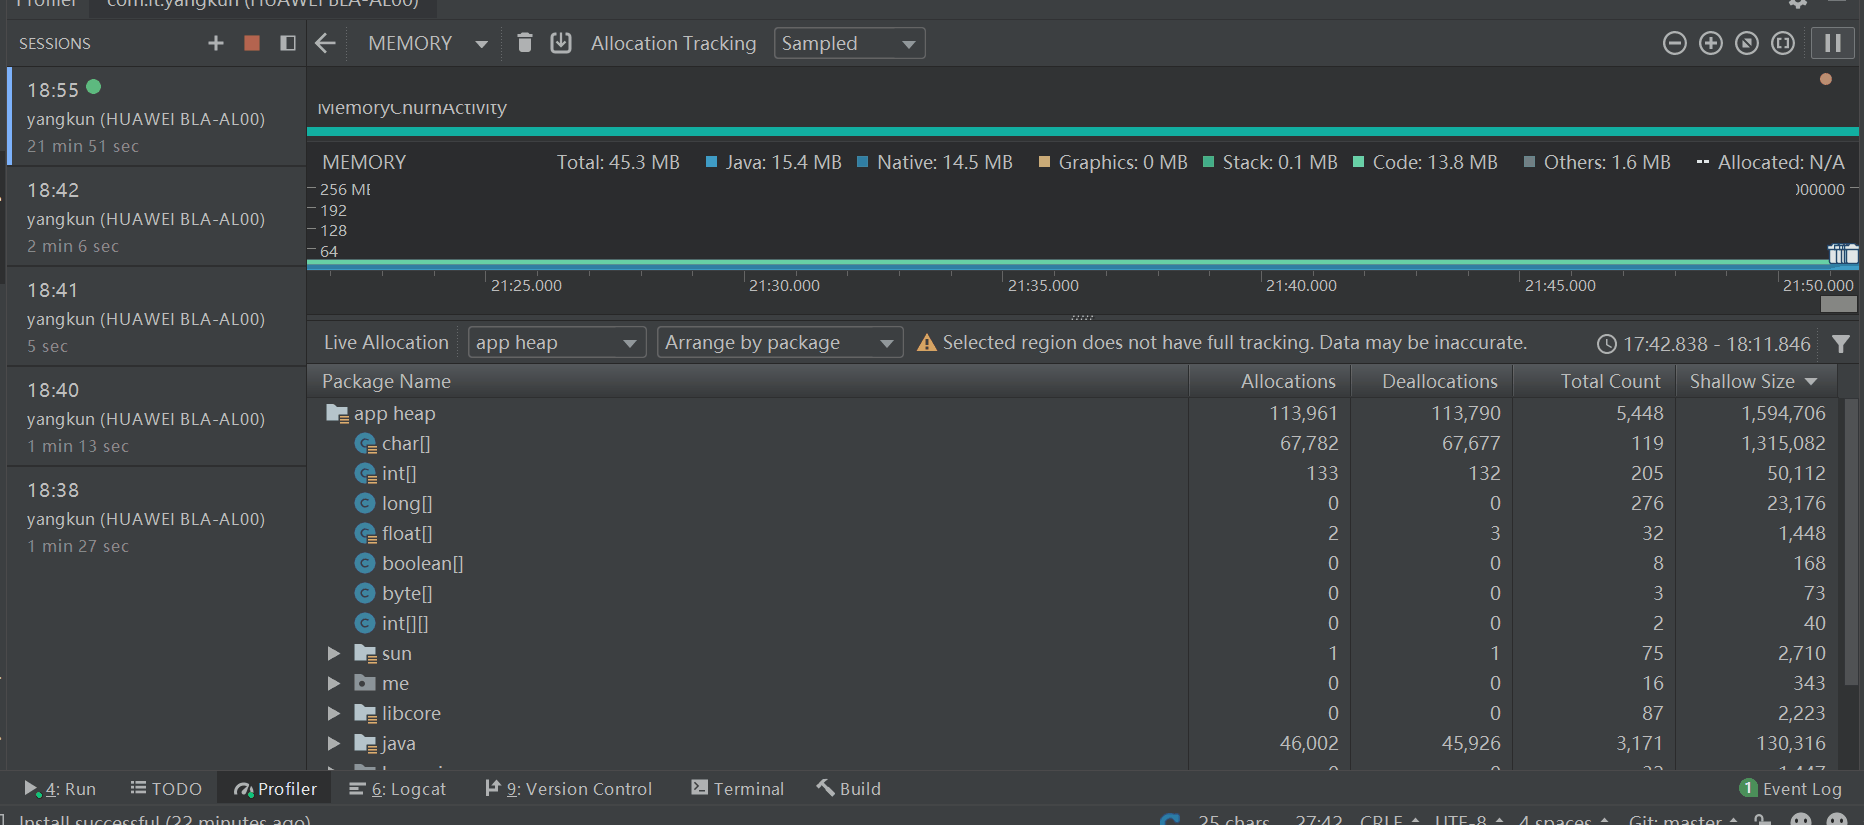 Profiler com.it.yangkun (HUAWEI BLA-AL00)
SESSIONS MEMORY Allocation Tracking Sampled
18:55
yangkun (HUAWEI BLA-AL00)
21 min 51 sec
18:42
yangkun (HUAWEI BLA-AL00)
2 min 6 sec
18:41
yangkun (HUAWEI BLA-AL00)
5 sec
18:40
yangkun (HUAWEI BLA-AL00)
1 min 13 sec
18:38
yangkun (HUAWEI BLA-AL00)
1 min 27 sec
MemoryChurnActivity
MEMORY Total: 45.3 MB Java: 15.4 MB Native: 14.5 MB Graphics: 0 MB Stack: 0.1 MB Code: 13.8 MB Others: 1.6 MB Allocated: N/A
256 MB 000000
192
128
64
21:25.000 21:30.000 21:35.000 21:40.000 21:45.000 21:50.000
Live Allocation app heap Arrange by package Selected region does not have full tracking. Data may be inaccurate. 17:42.838 - 18:11.846
Package Name Allocations Deallocations Total Count Shallow Size
app heap 113,961 113,790 5,448 1,594,706
char[] 67,782 67,677 119 1,315,082
int[] 133 132 205 50,112
long[] 0 0 276 23,176
float[] 2 3 32 1,448
boolean[] 0 0 8 168
byte[] 0 0 3 73
int[][] 0 0 2 40
sun 1 1 75 2,710
me 0 0 16 343
libcore 0 0 87 2,223
java 46,002 45,926 3,171 130,316
4: Run TODO Profiler 6: Logcat 9: Version Control Terminal Build 1 Event Log
Install successful (22 minutes ago) 25 chars 27:42 CRLF UTF-8 4 spaces Git: master